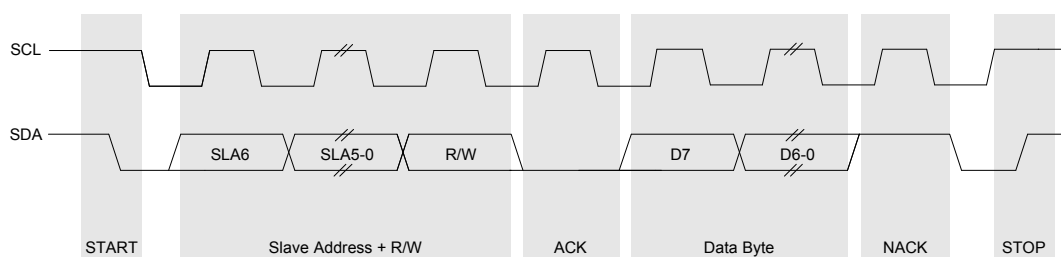 SCL
SDA
SLA6 SLA5-0 R/W D7 D6-0
START Slave Address + R/W ACK Data Byte NACK STOP